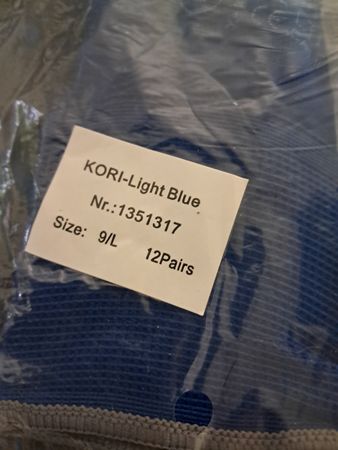 KORI-Light Blue
Nr.:1351317
Size: 9/L 12Pairs